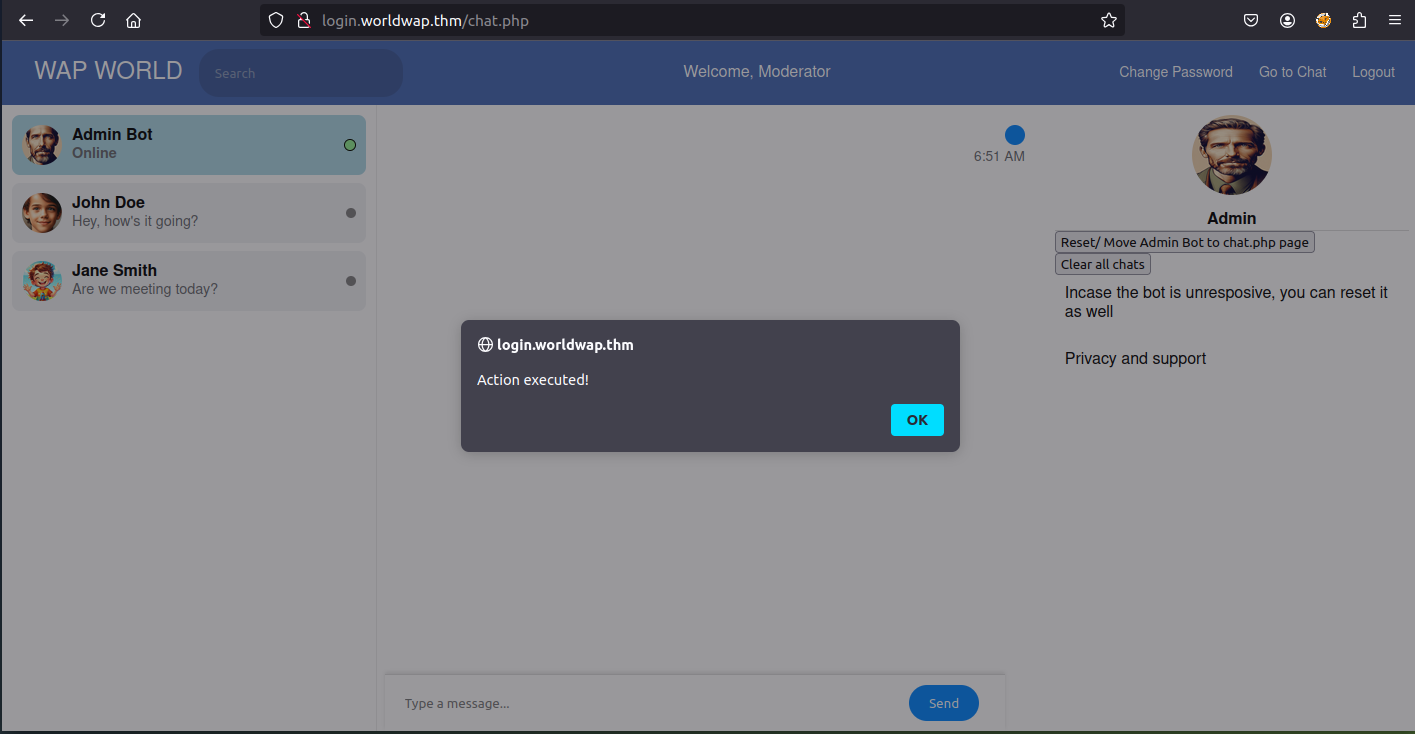 login.worldwap.thm/chat.php
WAP WORLD
Search
Welcome, Moderator
Change Password
Go to Chat
Logout
Admin Bot
Online
John Doe
Hey, how's it going?
Jane Smith
Are we meeting today?
6:51 AM
Admin
Reset/ Move Admin Bot to chat.php page
Clear all chats
Incase the bot is unresposive, you can reset it
as well
Privacy and support
login.worldwap.thm
Action executed!
OK
Type a message...
Send